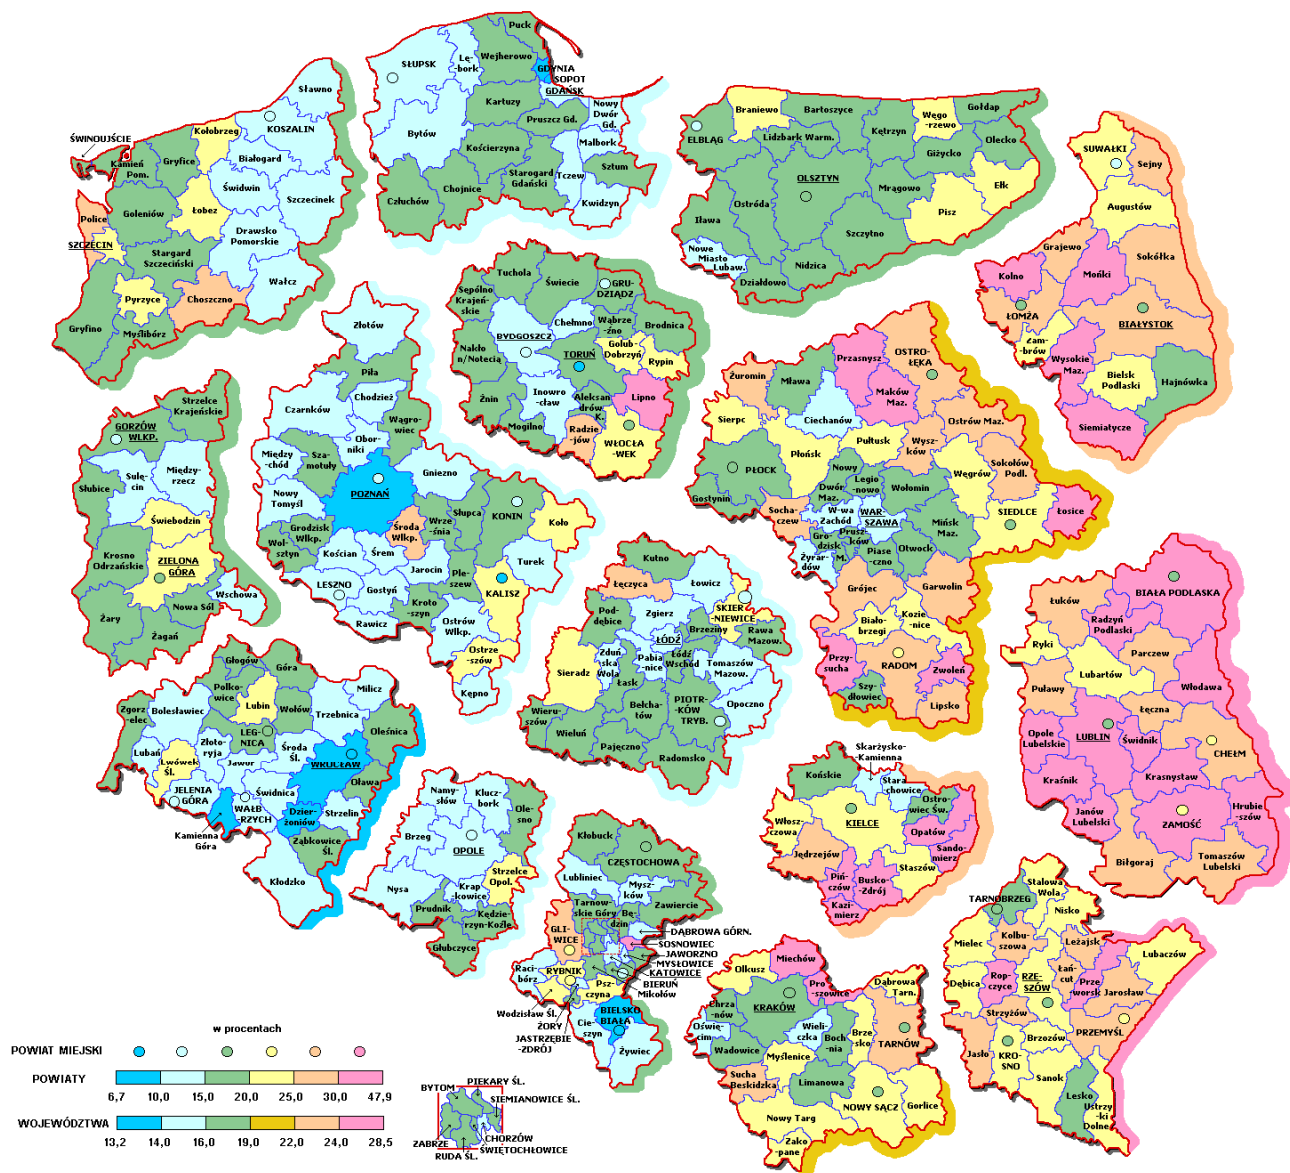 Puck
SŁUPSK
Lę-
bork
Wejherowo
GDYNIA
SOPOT
GDAŃSK
Kartuzy
Nowy
Dwór
Gd.
Bytów
Pruszcz Gd.
Malbork
Kościerzyna
Sztum
Tczew
Starogard
Gdański
Chojnice
Człuchów
Kwidzyn
Sławno
KOSZALIN
Kołobrzeg
ŚWINOUJŚCIE
Kamień
Pom.
Gryfice
Białogard
Świdwin
Szczecinek
Goleniów
Łobez
Police
SZCZECIN
Drawsko
Pomorskie
Stargard
Szczeciński
Wałcz
Pyrzyce
Choszczno
Gryfino
Myślibórz
Braniewo
Bartoszyce
Węgo
-rzewo
Gołdap
ELBLĄG
Lidzbark Warm.
Kętrzyn
Olecko
Giżycko
OLSZTYN
Mrągowo
Ełk
Ostróda
Pisz
Iława
Szczytno
Nowe
Miasto
Lubaw.
Nidzica
Działdowo
SUWAŁKI
Sejny
Augustów
Grajewo
Sokółka
Kolno
Mońki
ŁOMŻA
BIAŁYSTOK
Zam-
brów
Wysokie
Maz.
Bielsk
Podlaski
Hajnówka
Siemiatycze
Tuchola
Sępólno
Krajeń-
skie
Świecie
GRU-
DZIĄDZ
Chełmno
Wąbrze
-źno
Brodnica
BYDGOSZCZ
Nakło
n/Notecią
TORUŃ
Golub-
Dobrzyń
Rypin
Inowro
-cław
Aleksan
-drów
K.
Lipno
Żnin
Mogilno
Radzie
-jów
WŁOCŁA
-WEK
Złotów
Piła
Chodzież
Czarnków
Wągro-
wiec
Obor-
niki
Między
-chód
Sza-
motuły
Gniezno
POZNAŃ
Nowy
Tomyśl
Słupca
KONIN
Koło
Grodzisk
Wlkp.
Środa
Wlkp.
Wrze-
śnia
Wol-
sztyn
Kościan
Śrem
Jarocin
Turek
LESZNO
Gostyń
Ple-
szew
KALISZ
Rawicz
Kroto
-szyn
Ostrów
Wlkp.
Ostrze-
szów
Kępno
Strzelce
Krajeńskie
GORZÓW
WLKP.
Sulę-
cin
Między-
rzecz
Słubice
Świebodzin
Krosno
Odrzańskie
ZIELONA
GÓRA
Nowa Sól
Wschowa
Żary
Żagań
Żuromin
Mława
Przasnysz
OSTRO-
ŁĘKA
Maków
Maz.
Sierpc
Ciechanów
Ostrów Maz.
Pułtusk
Wysz-
ków
Płońsk
PŁOCK
Nowy
Dwór
Maz.
Legio
-nowo
Wołomin
Węgrów
Sokołów
Podl.
Gostynin
Socha-
czew
W-wa
Zachód
WAR-
SZAWA
SIEDLCE
Łosice
Mińsk
Maz.
Prusz-
ków
Gro-
dzisk
M.
Piase
-czno
Otwock
Żyrar-
dów
Grójec
Garwolin
Kozie-
nice
Biało-
brzegi
Przy-
sucha
RADOM
Zwoleń
Szy-
dłowiec
Lipsko
Kutno
Łęczyca
Łowicz
SKIER
-NIEWICE
Pod-
dębice
Zgierz
Brzeziny
Rawa
Mazow.
ŁÓDŹ
Sieradz
Zduń
ska
Wola
Pabia
-nice
Łódź
Wschód
Tomaszów
Mazow.
Łask
PIOTR-
KÓW
TRYB.
Opoczno
Wieru-
szów
Bełcha-
tów
Wieluń
Pajęczno
Radomsko
BIAŁA PODLASKA
Łuków
Radzyń
Podlaski
Ryki
Parczew
Lubartów
Włodawa
Puławy
Łęczna
Opole
Lubelskie
LUBLIN
Świdnik
CHEŁM
Kraśnik
Krasnystaw
Janów
Lubelski
ZAMOŚĆ
Hrubie
-szów
Biłgoraj
Tomaszów
Lubelski
Głogów
Góra
Polko-
wice
Lubin
Milicz
Zgorz
-elec
Bolesławiec
Wołów
Trzebnica
LEG-
NICA
Oleśnica
Lubań
Złoto-
ryja
Środa
Śl.
WROCŁAW
Lwówek
Śl.
Jawor
Oława
JELENIA
GÓRA
Świdnica
WAŁB
-RZYCH
Dzier-
żoniów
Strzelin
Kamienna
Góra
Ząbkowice
Śl.
Kłodzko
Namy-
słów
Klucz-
bork
Ole-
sno
Brzeg
OPOLE
Strzelce
Opol.
Nysa
Krap
-kowice
Prudnik
Kędzie-
rzyn-Koźle
Głubczyce
Kłobuck
CZĘSTOCHOWA
Lubliniec
Mysz-
ków
Tarnow-
skie Góry
Bę-
dzin
Zawiercie
GLI-
WICE
DĄBROWA GÓRN.
SOSNOWIEC
JAWORZNO
MYSŁOWICE
KATOWICE
BIERUŃ
Mikołów
Raci-
bórz
RYBNIK
Psz-
czyna
Wodzisław Śl.
ŻORY
JASTRZĘBIE
-ZDRÓJ
BIELSKO
BIAŁA
Cie-
szyn
Żywiec
Skarżysko-
Kamienna
Końskie
Stara
chowice
Ostro-
wiec Św.
KIELCE
Włosz-
czowa
Opatów
Sando-
mierz
Jędrzejów
Staszów
Piń-
czów
Busko-
Zdrój
Kazi-
mierz
Miechów
Olkusz
Pro-
szowice
Dąbrowa
Tarn.
Chrza
-nów
KRAKÓW
Oświę-
cim
Wieli-
czka
Boch
-nia
Brze-
sko
TARNÓW
Wadowice
Myślenice
Sucha
Beskidzka
Limanowa
NOWY SĄCZ
Gorlice
Nowy Targ
Zako
-pane
Stalowa
Wola
TARNOBRZEG
Nisko
Mielec
Kolbu-
szowa
Leżajsk
Lubaczów
Dębica
Rop-
czyce
RZE-
SZÓW
Łań-
cut
Prze
worsk
Jarosław
Strzyżów
PRZEMYŚL
Jasło
KRO-
SNO
Brzozów
Sanok
Lesko
Ustrzy
-ki
Dolne
w procentach
POWIAT MIEJSKI
POWIATY
6,7 10,0 15,0 20,0 25,0 30,0 47,9
WOJEWÓDZTWA
13,2 14,0 16,0 19,0 22,0 24,0 28,5
BYTOM
PIEKARY ŚL.
SIEMIANOWICE ŚL.
CHORZÓW
ZABRZE
ŚWIĘTOCHŁOWICE
RUDA ŚL.